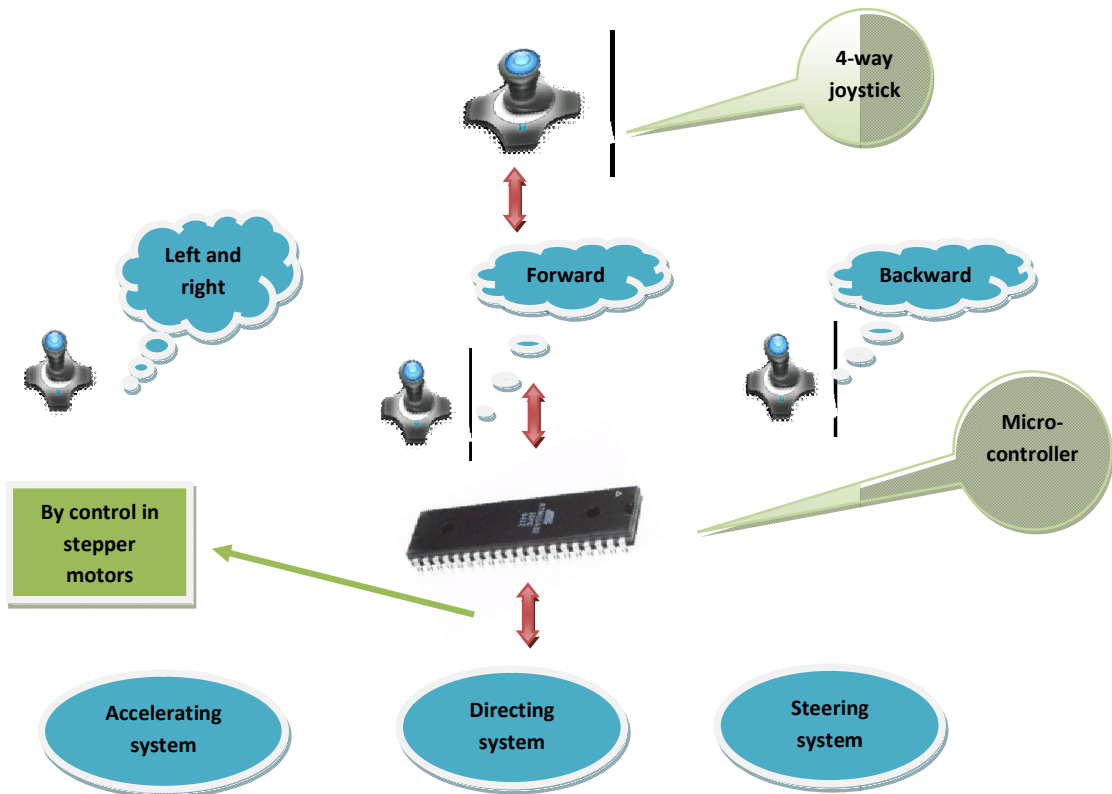 4-way
joystick
Left and
right
Forward
Backward
Micro-
controller
By control in
stepper
motors
Accelerating
system
Directing
system
Steering
system